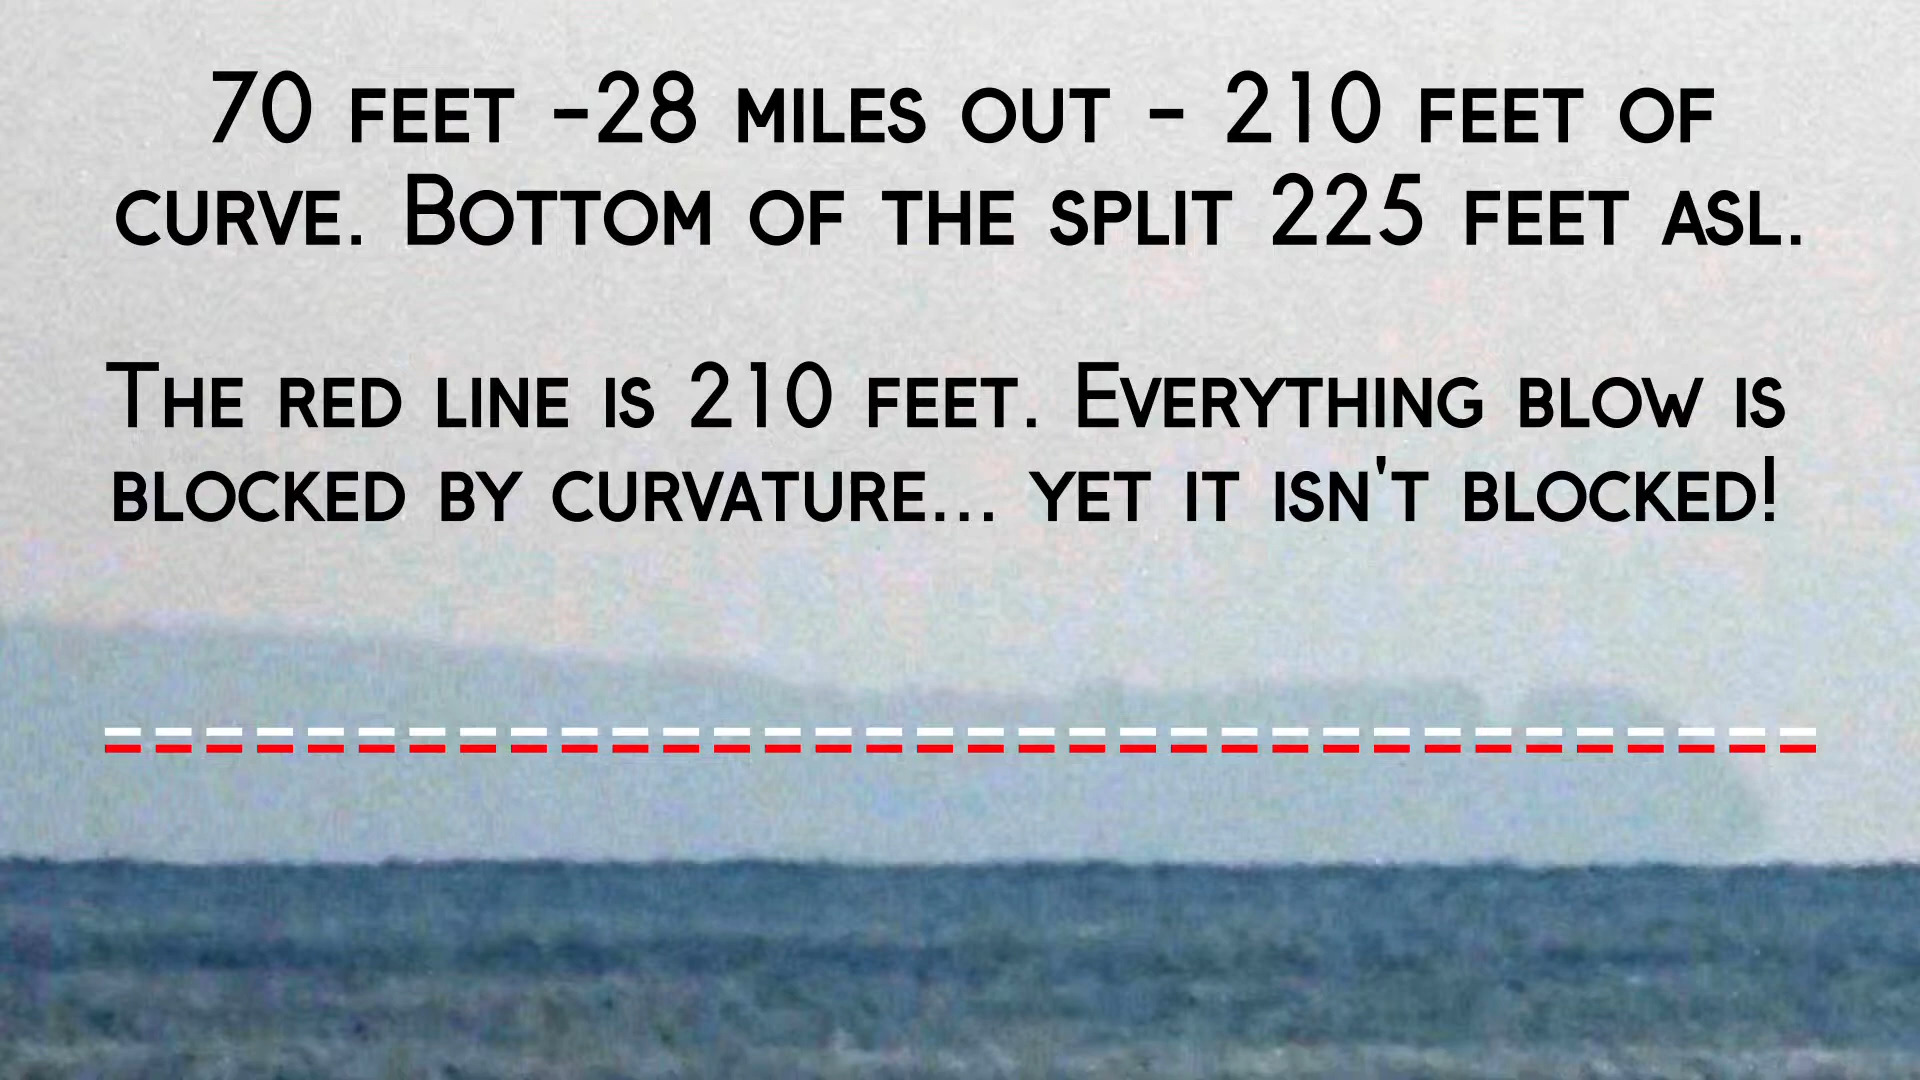 70 feet -28 miles out - 210 feet of
curve. Bottom of the split 225 feet asl.
The red line is 210 feet. Everything blow is
blocked by curvature... yet it isn't blocked!